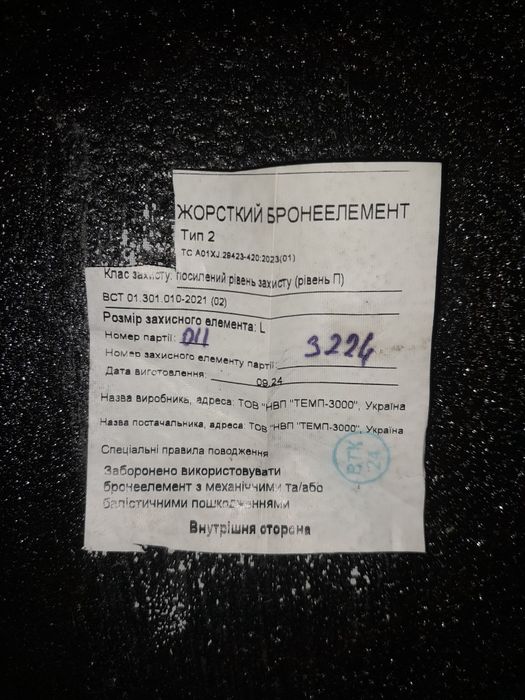 ЖОРСТКИЙ БРОНЕЕЛЕМЕНТ
Тип 2
ТС А01XJ.28423-420:2023(01)
Клас захисту: посилений рівень захисту (рівень П)
ВСТ 01.301.010-2021 (02)
Розмір захисного елемента: L
Номер партії: 011
Номер захисного елементу партії: 3224
Дата виготовлення: 09.24
Назва виробника, адреса: ТОВ "НВП "ТЕМП-3000", Україна
Назва постачальника, адреса: ТОВ "НВП "ТЕМП-3000", Україна
Спеціальні правила поводження
Заборонено використовувати
бронеелемент з механічними та/або
балістичними пошкодженнями
Внутрішня сторона
ВТК
24